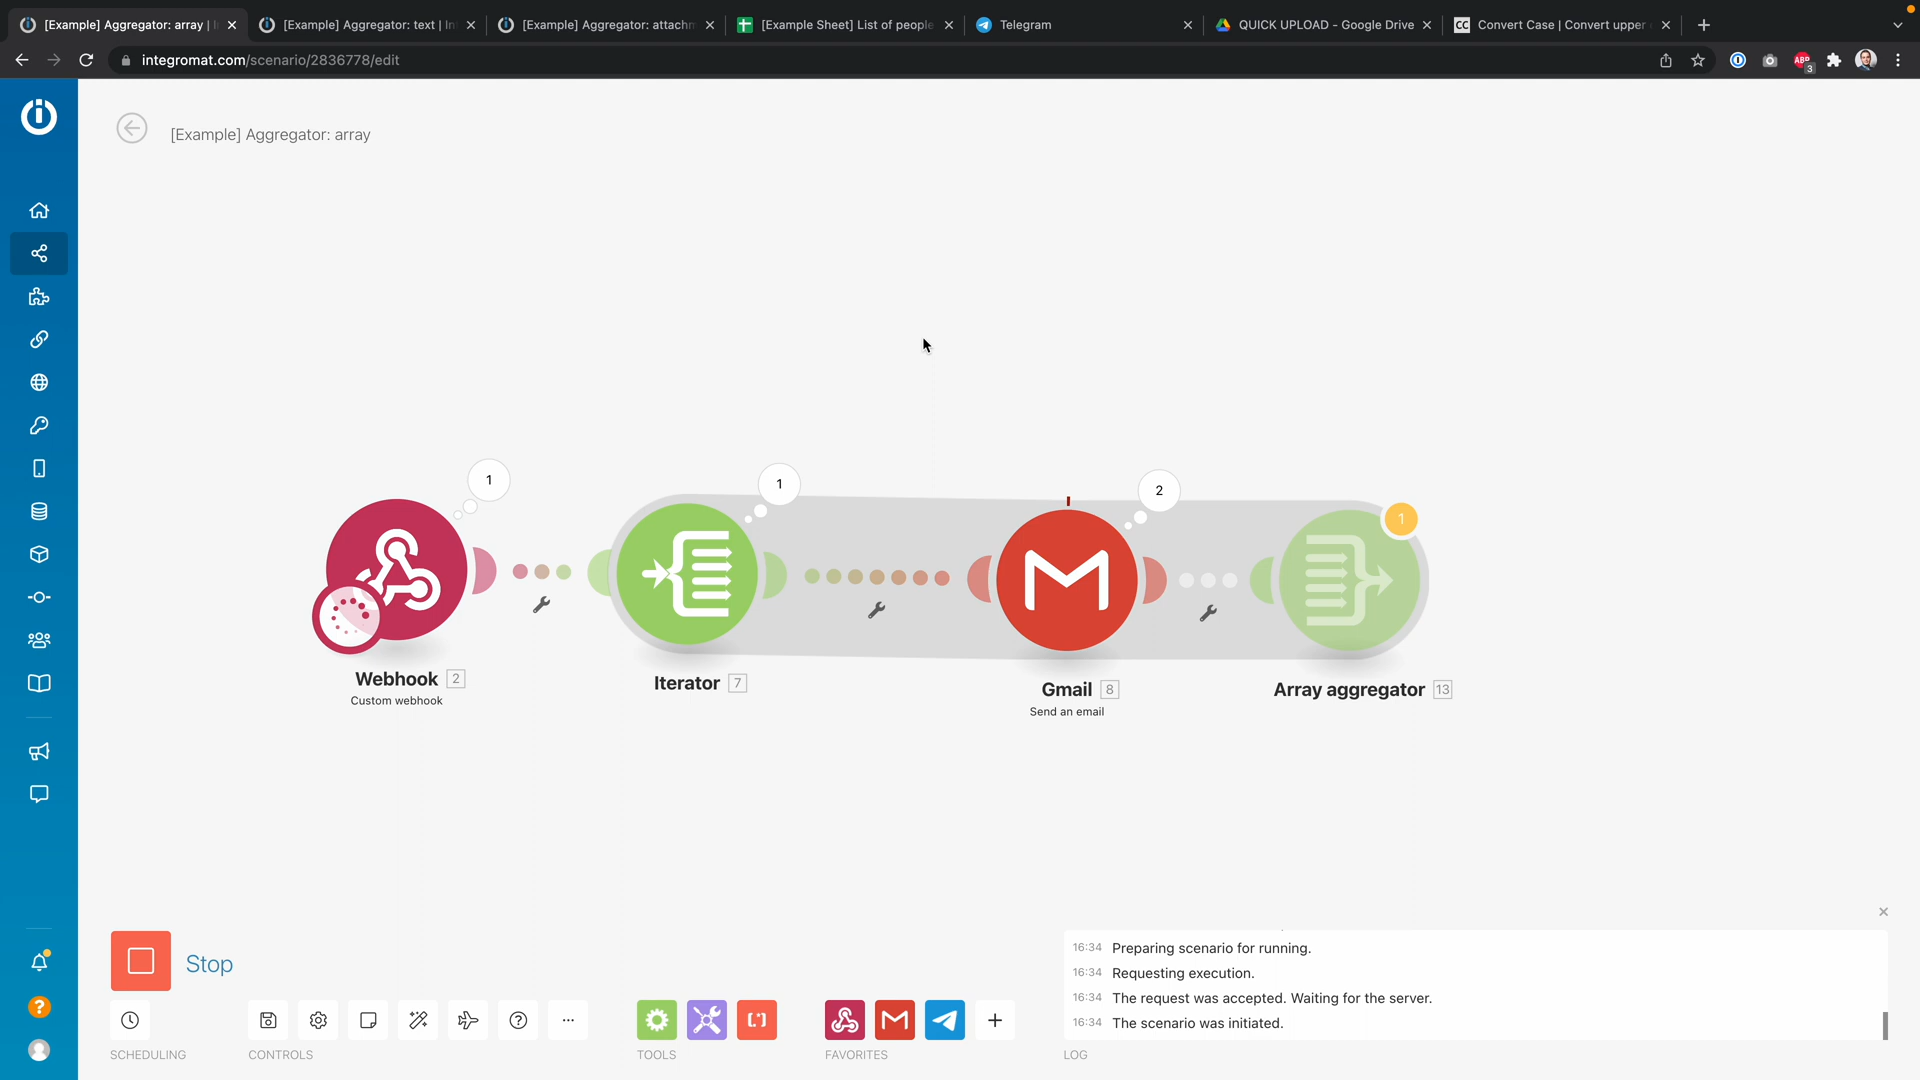 [Example] Aggregator: array |
[Example] Aggregator: text | In
[Example] Aggregator: attachm
[Example Sheet] List of people
Telegram
QUICK UPLOAD - Google Drive
CC Convert Case | Convert upper
integromat.com/scenario/2836778/edit
ABP
3
[Example] Aggregator: array
1
1
2
1
Webhook 2
Custom webhook
Iterator 7
Gmail 8
Send an email
Array aggregator 13
Stop
16:34 Preparing scenario for running.
16:34 Requesting execution.
16:34 The request was accepted. Waiting for the server.
16:34 The scenario was initiated.
SCHEDULING
CONTROLS
TOOLS
FAVORITES
LOG